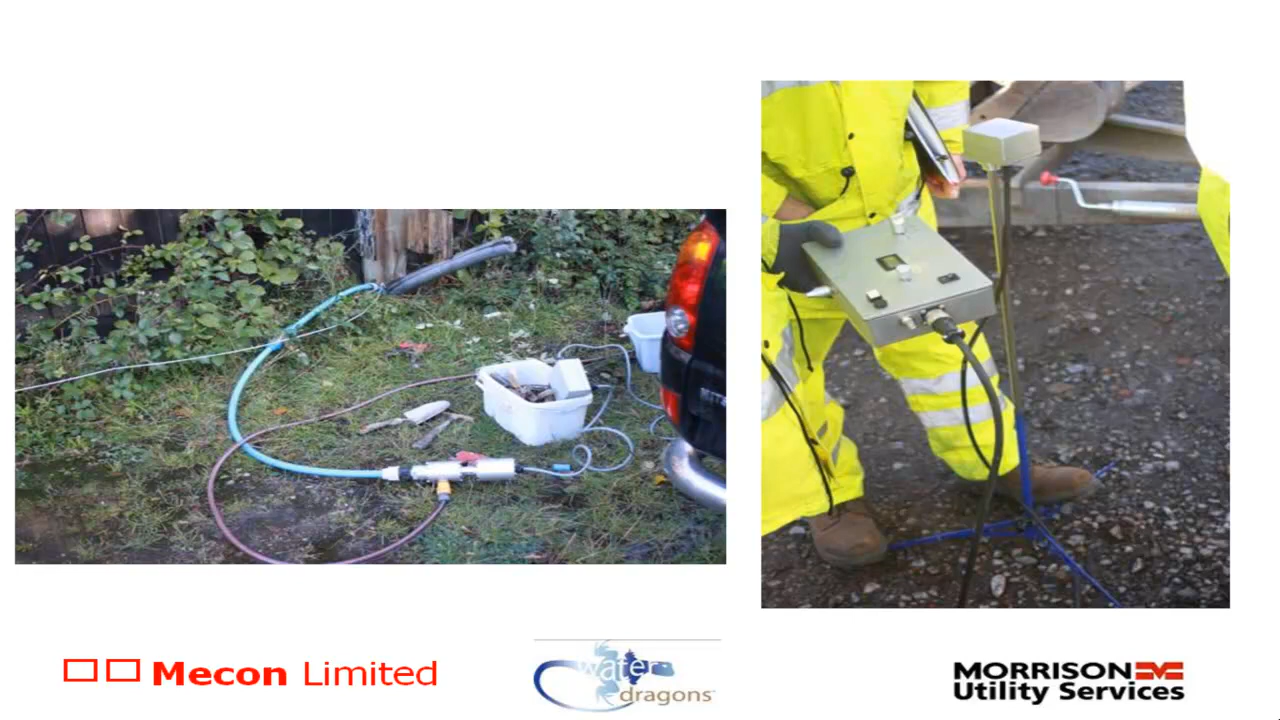 Mecon Limited
water
dragons
MORRISON
Utility Services